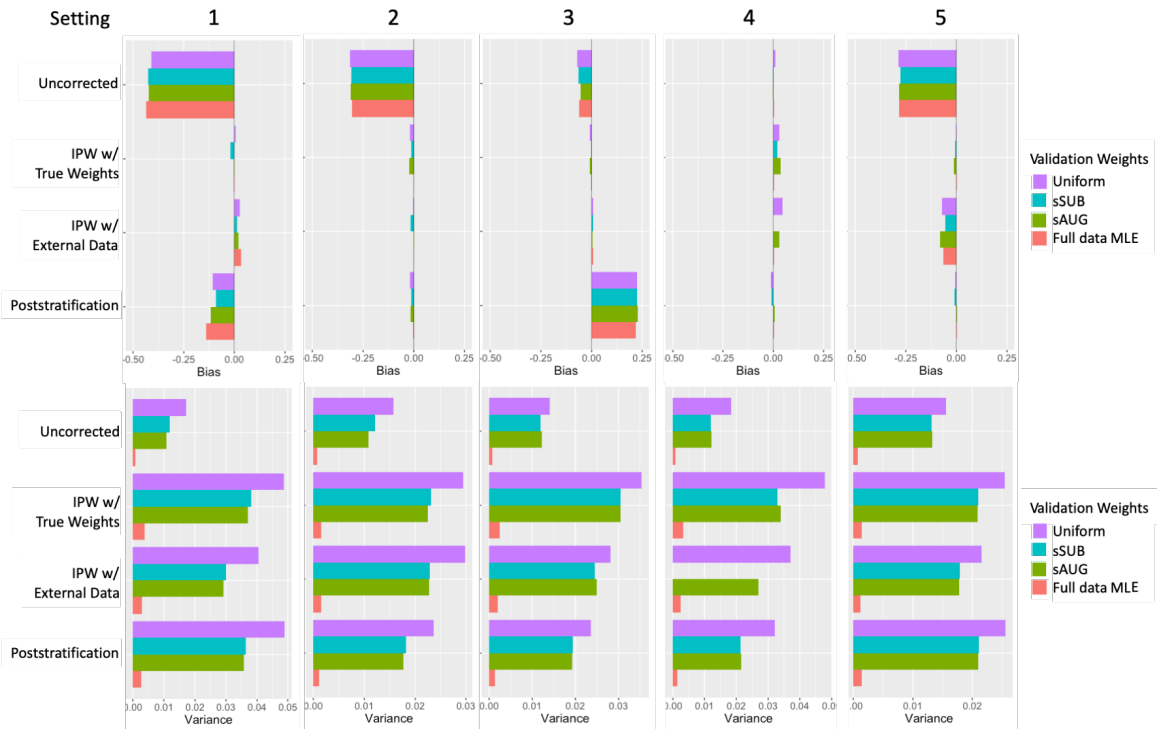 Setting 1 2 3 4 5
Uncorrected
IPW w/
True Weights
IPW w/
External Data
Poststratification
-0.50 -0.25 0.00 0.25
Bias
-0.50 -0.25 0.00 0.25
Bias
-0.50 -0.25 0.00 0.25
Bias
-0.50 -0.25 0.00 0.25
Bias
-0.50 -0.25 0.00 0.25
Bias
Validation Weights
Uniform
sSUB
sAUG
Full data MLE
Uncorrected
IPW w/
True Weights
IPW w/
External Data
Poststratification
0.00 0.01 0.02 0.03 0.04 0.05
Variance
0.00 0.01 0.02 0.03
Variance
0.00 0.01 0.02 0.03
Variance
0.00 0.01 0.02 0.03 0.04
Variance
0.00 0.01 0.02
Variance
Validation Weights
Uniform
sSUB
sAUG
Full data MLE